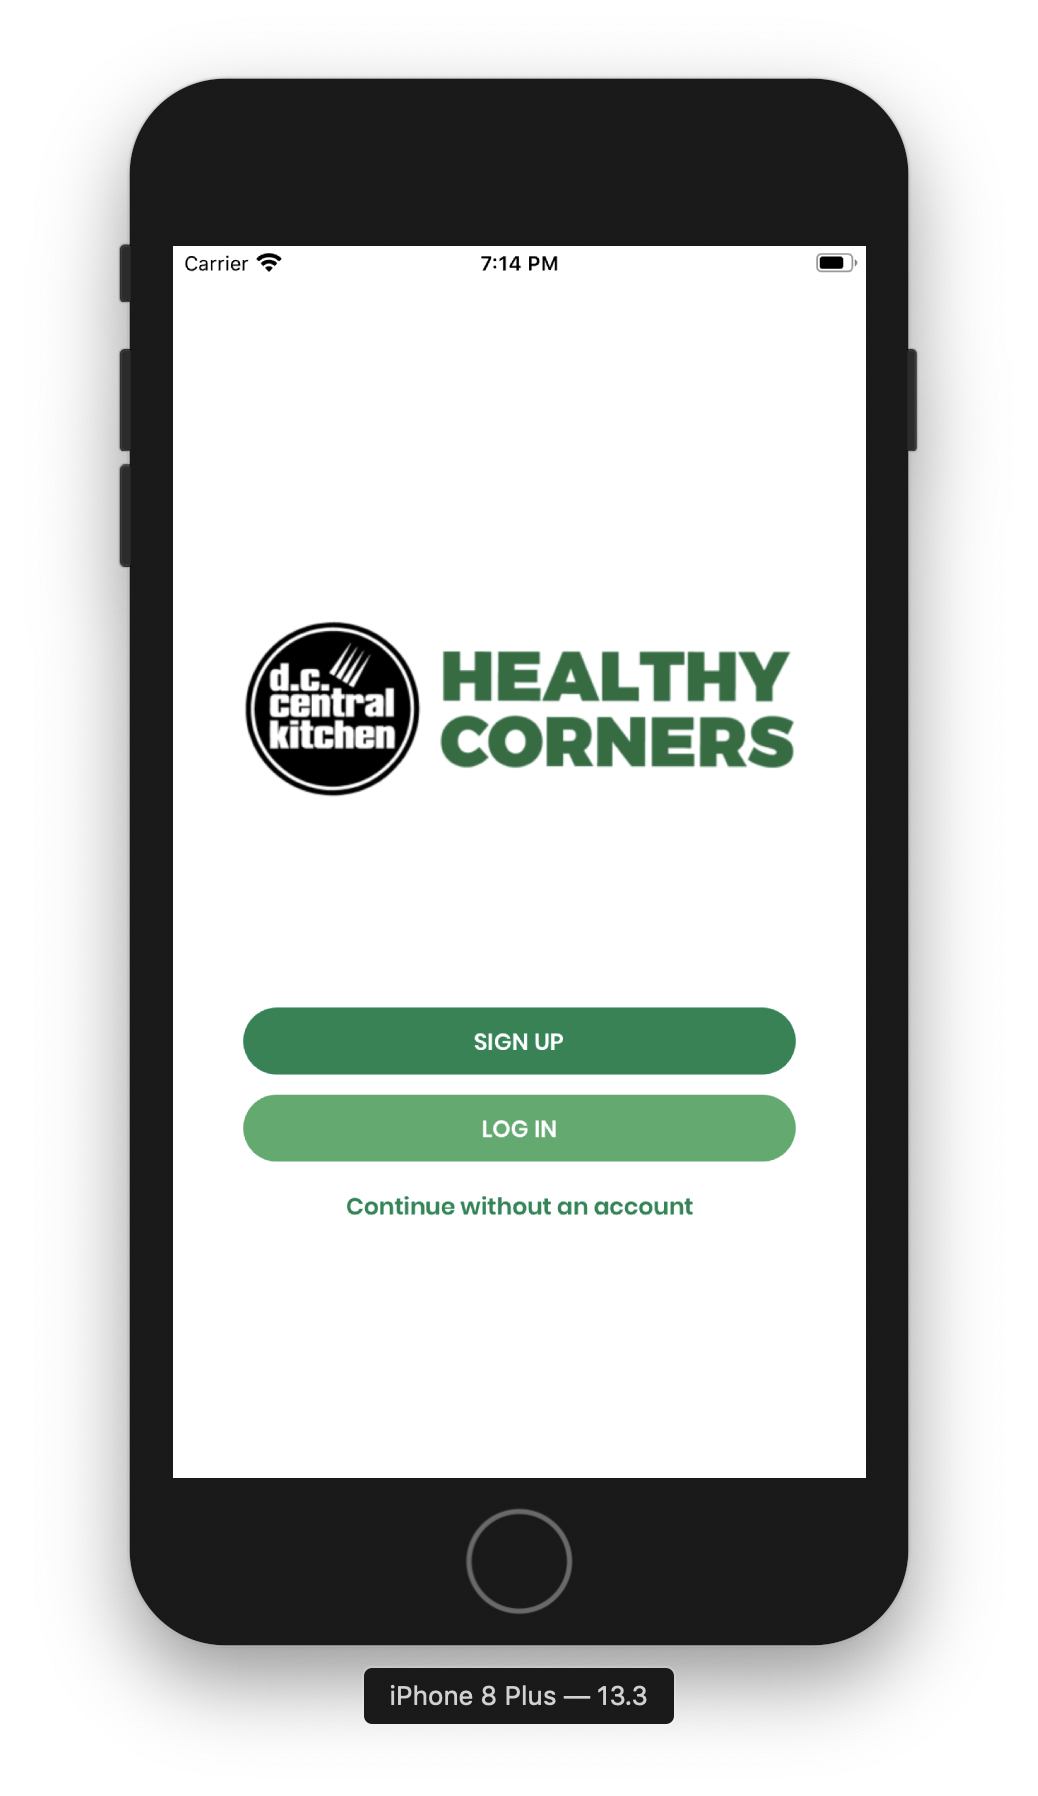 Carrier 7:14 PM
d.c.
central
kitchen
HEALTHY
CORNERS
SIGN UP
LOG IN
Continue without an account
iPhone 8 Plus — 13.3